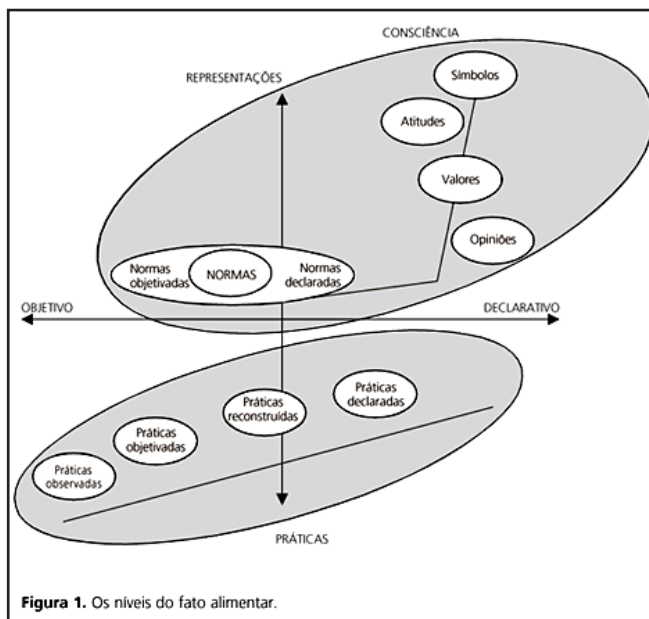 CONSCIÊNCIA
REPRESENTAÇÕES
Símbolos
Atitudes
Valores
Opiniões
Normas
objetivadas
NORMAS
Normas
declaradas
OBJETIVO
DECLARATIVO
Práticas
declaradas
Práticas
reconstruídas
Práticas
objetivadas
Práticas
observadas
PRÁTICAS
Figura 1. Os níveis do fato alimentar.